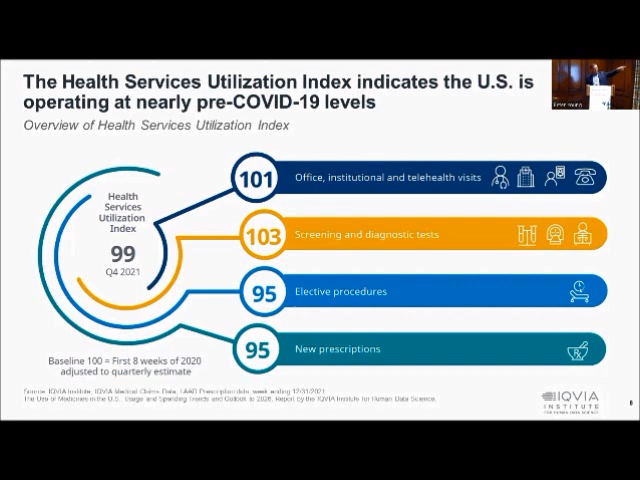 The Health Services Utilization Index indicates the U.S. is
operating at nearly pre-COVID-19 levels
Overview of Health Services Utilization Index
Health
Services
Utilization
Index
99
Q4 2021
101
Office, institutional and telehealth visits
103
Screening and diagnostic tests
95
Elective procedures
95
New prescriptions
Baseline 100 = First 8 weeks of 2020
adjusted to quarterly estimate
Source: IQVIA Institute, IQVIA Medical Claims Data, LAAD Prescription data, week ending 12/31/2021
The Use of Medicines in the U.S., Usage and Spending Trends and Outlook to 2026. Report by the IQVIA Institute for Human Data Science.
IQVIA
INSTITUTE
FOR HUMAN DATA SCIENCE
6